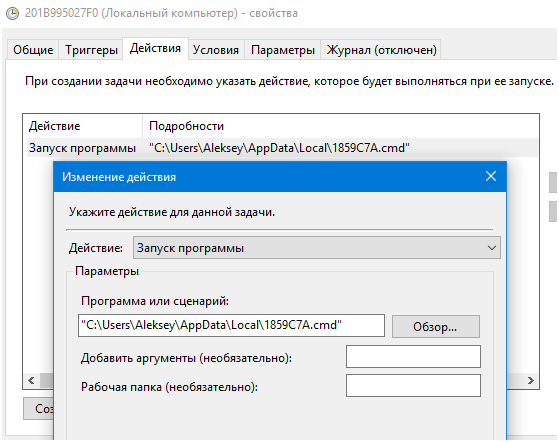 201B995027F0 (Локальный компьютер) - свойства
Общие Триггеры Действия Условия Параметры Журнал (отключен)
При создании задачи необходимо указать действие, которое будет выполняться при ее запуске.
Действие Подробности
Запуск программы "C:\Users\Aleksey\AppData\Local\1859C7A.cmd"
Изменение действия
Укажите действие для данной задачи.
Действие: Запуск программы
Параметры
Программа или сценарий:
"C:\Users\Aleksey\AppData\Local\1859C7A.cmd" Обзор...
Добавить аргументы (необязательно):
Рабочая папка (необязательно):